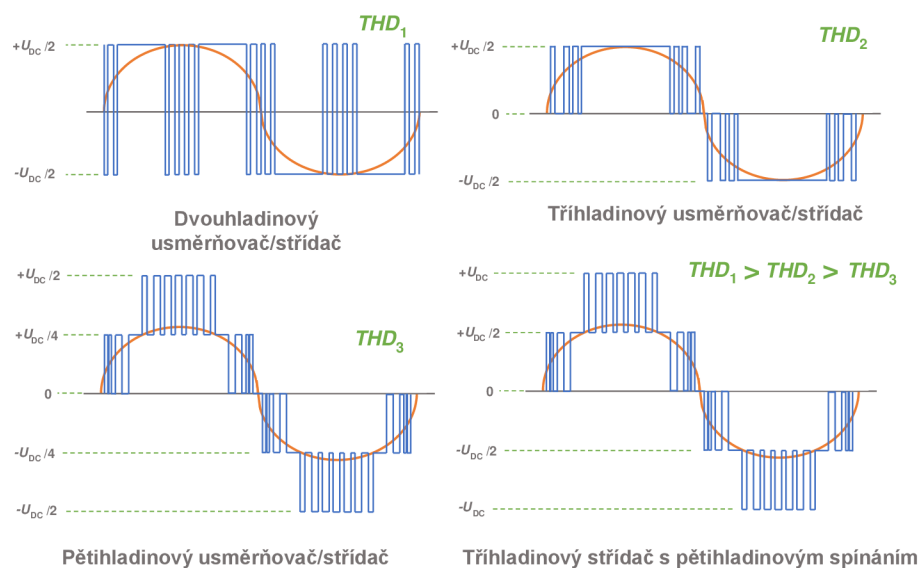 THD1
+UDC/2
-UDC/2
Dvouhladinový
usměrňovač/střídač
THD2
+UDC/2
0
-UDC/2
Tříhladinový usměrňovač/střídač
+UDC/2
+UDC/4
THD3
0
-UDC/4
-UDC/2
Pětihladinový usměrňovač/střídač
THD1 > THD2 > THD3
+UDC
+UDC/2
0
-UDC/2
-UDC
Tříhladinový střídač s pětihladinovým spínáním